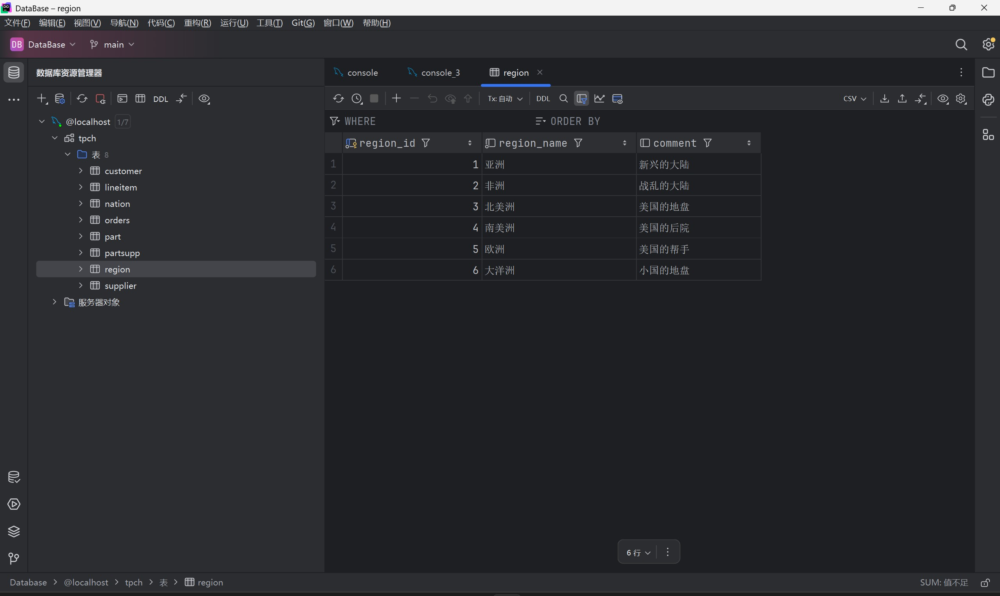 DataBase – region
文件(F) 编辑(E) 视图(V) 导航(N) 代码(C) 重构(R) 运行(U) 工具(T) Git(G) 窗口(W) 帮助(H)
DB DataBase main
数据库资源管理器
console console_3 region
DDL
Tx: 自动 DDL CSV
@localhost 1/7
WHERE ORDER BY
tpch
表 8
customer
lineitem
nation
orders
part
partsupp
region
supplier
服务器对象
region_id region_name comment
1 1 亚洲 新兴的大陆
2 2 非洲 战乱的大陆
3 3 北美洲 美国的地盘
4 4 南美洲 美国的后院
5 5 欧洲 美国的帮手
6 6 大洋洲 小国的地盘
6 行
Database > @localhost > tpch > 表 > region
SUM: 值不足